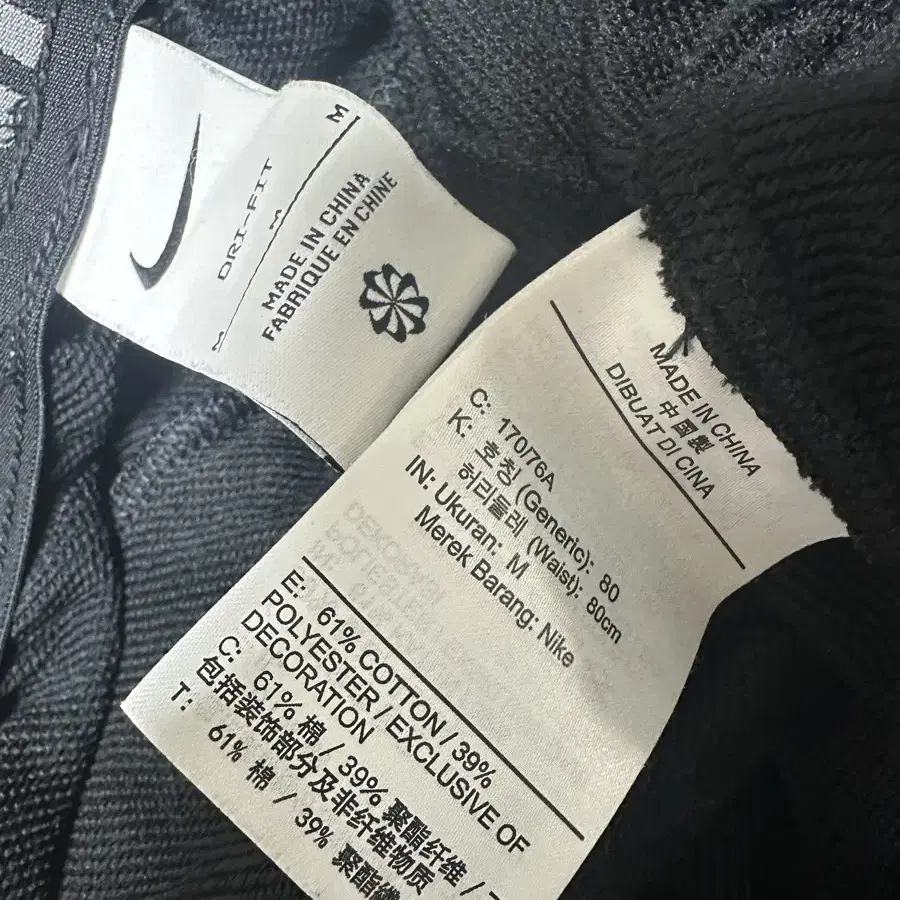 DRI-FIT
M
M
M
MADE IN CHINA
FABRIQUE EN CHINE
MADE IN CHINA
中国製
DIBUAT DI CINA
C: 170/76A
K: 호칭 (Generic): 80
허리둘레 (Waist): 80cm
IN: Ukuran: M
Merek Barang: Nike
E: 61% COTTON / 39%
POLYESTER / EXCLUSIVE OF
DECORATION
C: 61% 棉 / 39% 聚酯纤维 /
包括装饰部分及非纤维物质
T: 61% 棉 / 39% 聚酯